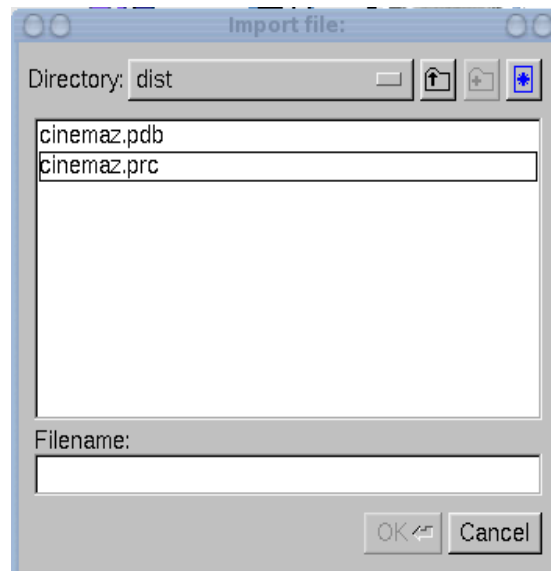 Import file:
Directory: dist
cinemaz.pdb
cinemaz.prc
Filename:
OK Cancel